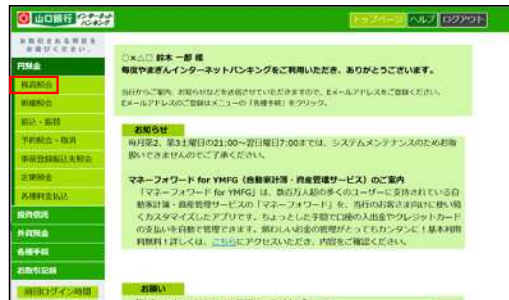 山口銀行 インターネットバンキング
トップページ ヘルプ ログアウト
お取引される項目を
お選びください。
円預金
残高照会
明細照会
振込・振替
予約照会・取消
事前登録振込先照会
定期預金
各種料金払込
投資信託
外貨預金
各種手続
お取引記録
前回ログイン時間
○×△□ 鈴木 一郎 様
毎度やまぎんインターネットバンキングをご利用いただき、ありがとうございます。
当行からご案内、お知らせなどを送信させていただきますので、Eメールアドレスをご登録ください。
Eメールアドレスのご登録はメニューの「各種手続」をクリック。
お知らせ
毎月第2、第3土曜日の21:00～翌日曜日7:00までは、システムメンテナンスのためお取
扱いできませんのでご了承ください。
マネーフォワード for YMFG（自動家計簿・資産管理サービス）のご案内
「マネーフォワード for YMFG」は、数百万人超の多くのユーザーに支持されている自
動家計簿・資産管理サービスの「マネーフォワード」を、当行のお客さま向けに使い易
くカスタマイズしたアプリです。ちょっとした手間で口座の入出金やクレジットカード
の支払いを自動で管理できます。煩わしいお金の管理がとってもカンタンに！基本利用
料無料！詳しくは、こちらにアクセスいただき、内容をご確認ください。
お願い